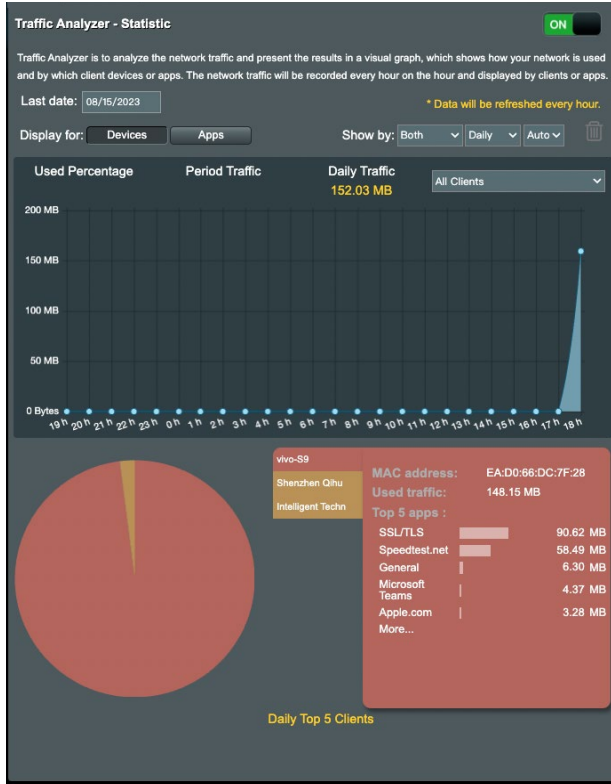 Traffic Analyzer - Statistic
ON
Traffic Analyzer is to analyze the network traffic and present the results in a visual graph, which shows how your network is used
and by which client devices or apps. The network traffic will be recorded every hour on the hour and displayed by clients or apps.
Last date: 08/15/2023
* Data will be refreshed every hour.
Display for: Devices Apps Show by: Both Daily Auto
Used Percentage Period Traffic Daily Traffic
152.03 MB
All Clients
200 MB
150 MB
100 MB
50 MB
0 Bytes
19 h 20 h 21 h 22 h 23 h 0 h 1 h 2 h 3 h 4 h 5 h 6 h 7 h 8 h 9 h 10 h 11 h 12 h 13 h 14 h 15 h 16 h 17 h 18 h
vivo-S9
Shenzhen Qihu
Intelligent Techn
MAC address: EA:D0:66:DC:7F:28
Used traffic: 148.15 MB
Top 5 apps :
SSL/TLS 90.62 MB
Speedtest.net 58.49 MB
General 6.30 MB
Microsoft
Teams 4.37 MB
Apple.com 3.28 MB
More...
Daily Top 5 Clients